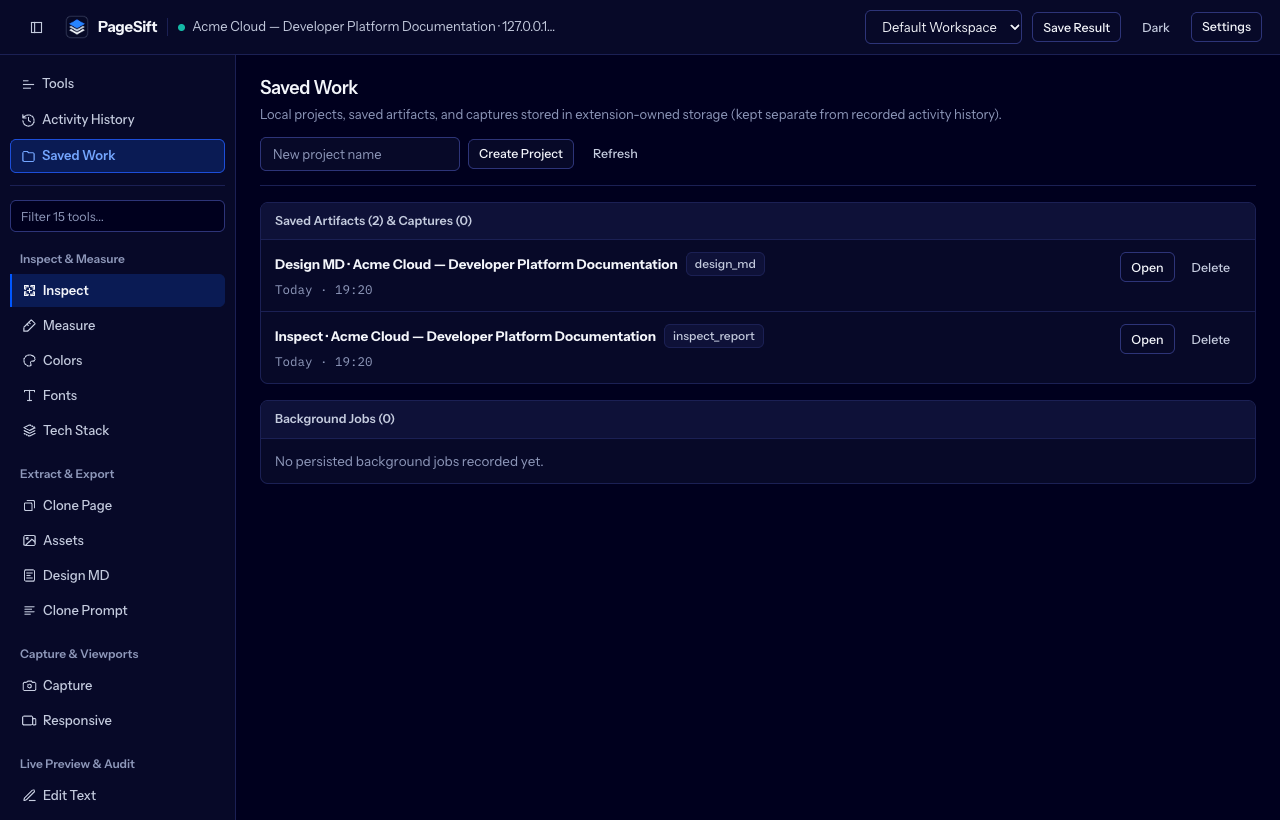 PageSift
Acme Cloud — Developer Platform Documentation · 127.0.0.1...
Default Workspace
Save Result
Dark
Settings
Tools
Activity History
Saved Work
Filter 15 tools...
Inspect & Measure
Inspect
Measure
Colors
Fonts
Tech Stack
Extract & Export
Clone Page
Assets
Design MD
Clone Prompt
Capture & Viewports
Capture
Responsive
Live Preview & Audit
Edit Text
Saved Work
Local projects, saved artifacts, and captures stored in extension-owned storage (kept separate from recorded activity history).
New project name
Create Project
Refresh
Saved Artifacts (2) & Captures (0)
Design MD · Acme Cloud — Developer Platform Documentation
design_md
Today · 19:20
Open
Delete
Inspect · Acme Cloud — Developer Platform Documentation
inspect_report
Today · 19:20
Open
Delete
Background Jobs (0)
No persisted background jobs recorded yet.